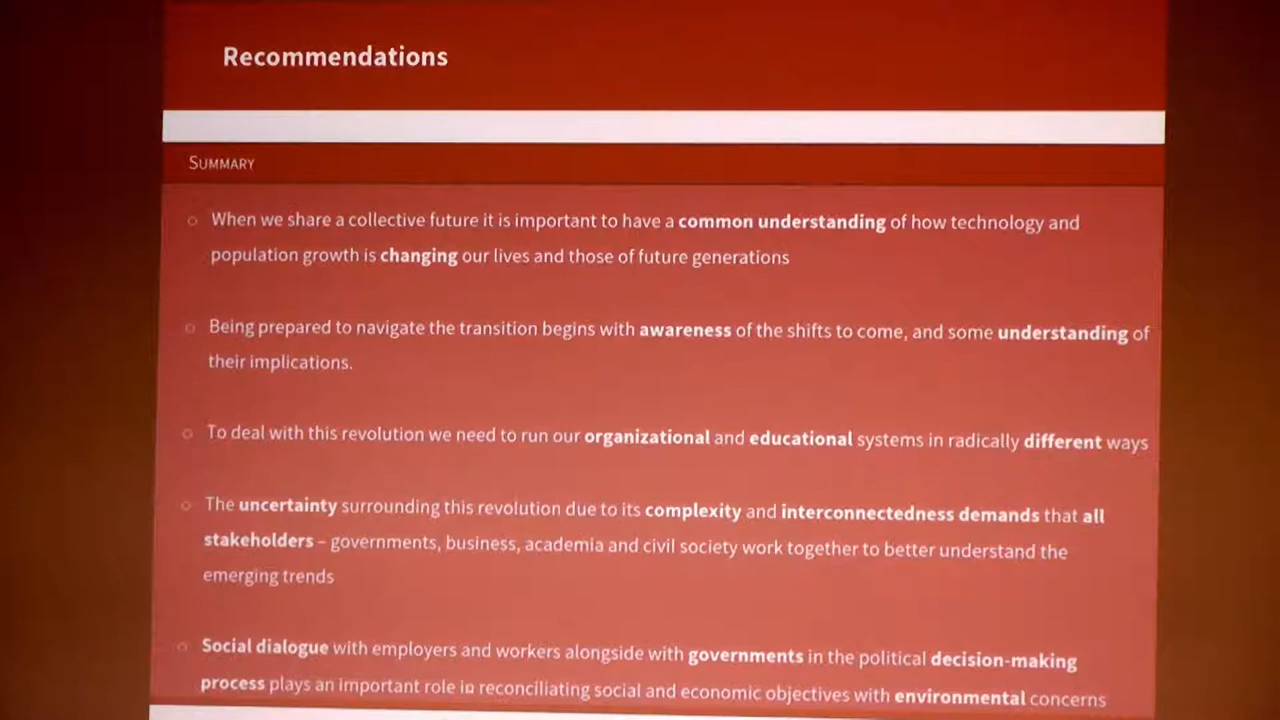 Recommendations
Summary
○ When we share a collective future it is important to have a common understanding of how technology and
population growth is changing our lives and those of future generations
○ Being prepared to navigate the transition begins with awareness of the shifts to come, and some understanding of
their implications.
○ To deal with this revolution we need to run our organizational and educational systems in radically different ways
○ The uncertainty surrounding this revolution due to its complexity and interconnectedness demands that all
stakeholders – governments, business, academia and civil society work together to better understand the
emerging trends
○ Social dialogue with employers and workers alongside with governments in the political decision-making
process plays an important role in reconciliating social and economic objectives with environmental concerns